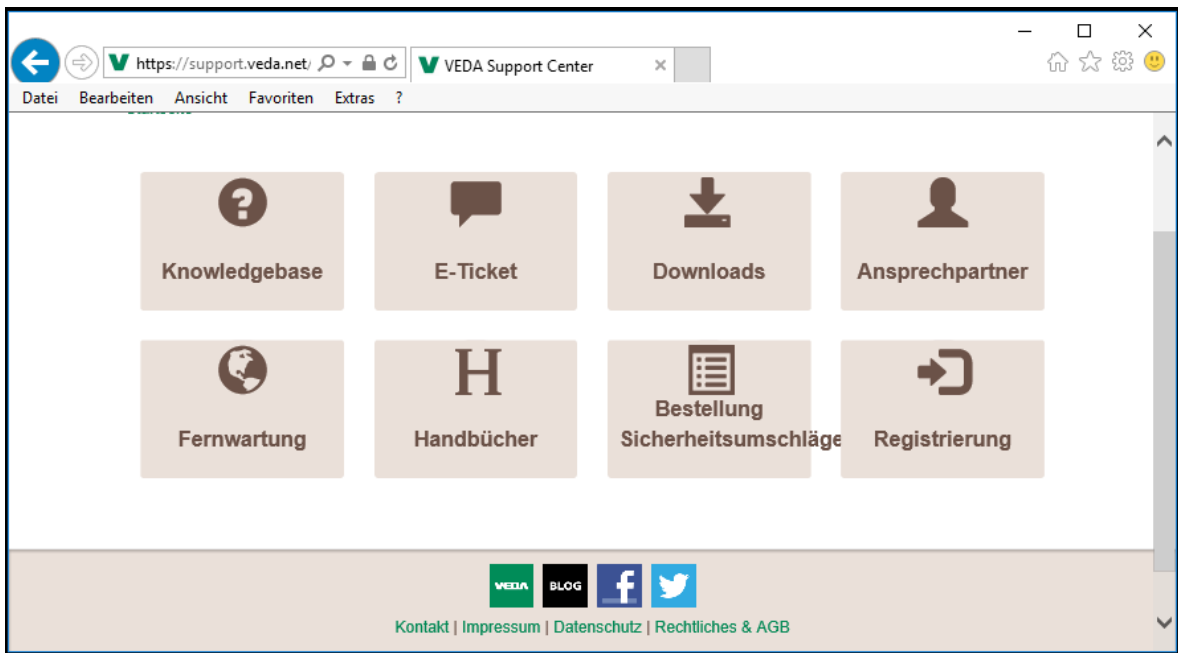 https://support.veda.net/
VEDA Support Center
Datei Bearbeiten Ansicht Favoriten Extras ?
Knowledgebase
E-Ticket
Downloads
Ansprechpartner
Fernwartung
H
Handbücher
Bestellung
Sicherheitsumschläge
Registrierung
VEDA
BLOG
Kontakt | Impressum | Datenschutz | Rechtliches & AGB